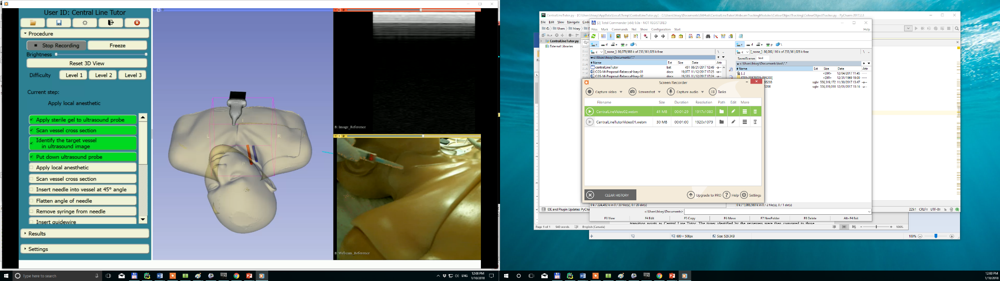 User ID: Central Line Tutor
Procedure
Stop Recording
Freeze
Brightness
Reset 3D View
Difficulty
Level 1
Level 2
Level 3
Current step:
Apply local anesthetic
Apply sterile gel to ultrasound probe
Scan vessel cross section
Identify the target vessel
in ultrasound image
Put down ultrasound probe
Apply local anesthetic
Scan vessel cross section
Insert needle into vessel at 45° angle
Flatten angle of needle
Remove syringe from needle
Insert guidewire
Results
Settings
1
L
R
R
B: Image_Reference
Y
B: Webcam_Reference
Type here to search
ENG
12:00 PM
1/10/2018
CentralLineTutor.py - [C:\Users\hisey\AppData\Local\Temp\CentralLineTutor.py] - C:\Users\hisey\Documents\GitHub\CentralLineTutor\WebcamTrackingModules\ColourObjectTracking\ColourObjectTracker.py - PyCharm 2017.2.3
File Edit View Navigate
C: Users hisey
CentralLineTutor.py
External Libraries
(2) Total Commander (x64) 9.0a - NOT REGISTERED
Files Mark Commands Net Show Configuration Start
Help
c d e p \
c d e p \
c [_none_] 86,079,988 k of 233,561,028 k free
\ ..
c:\Users\hisey\Documents\*.*
Name Ext Size Date Attr
centralLineTutor bat 451 06/21/2017 12:49 -a--
CGS-M-Proposal-RebeccaHisey-01 docx 19,077 11/12/2017 17:25 -a--
CGS-M-Proposal-RebeccaHisey-02 docx 19,535 11/12/2017 17:24 -a--
c [_none_] 86,080,116 k of 233,561,028 k free
\ ..
SavedScenes test
c:\Users\hisey\Documents\test\*.*
Name Ext Size Date Attr
[..] <DIR> 12/04/2017 11:45 ----
<DIR> 12/31/1969 19:00 ----
sqbr 556,319,172 11/30/2017 13:47 -a--
sqbr 556,319,018 12/01/2017 13:16 -a--
Screen Recorder
Capture video
Screenshot
Capture audio
Tasks
Filename Size Duration Resolution Path Edit More
CentralLineVideo02.webm 41 MB 00:01:29 1917x1080
CentralLineTutorVideo01.webm 30 MB 00:01:00 1920x1079
CLEAR HISTORY
Upgrade to PRO
Help
Settings
0 k / 224,492 k in 0 / 33 file(s), 0 / 20 dir(s)
0 k / 1,086,560 k in 0 / 2 file(s), 0 / 1 dir(s)
c:\Users\hisey\Documents>
F3 View F4 Edit F5 Copy F6 Move F7 NewFolder F8 Delete Alt+F4 Exit
IDE and Plugin Updates: PyCha
225:1 CRLF UTF-8
transition points as Central Line Tutor. The times identified by the reviewers were then compared to those
Page 1 of 1 540 words English (Canada)
106%
680 × 508px
Size: 529.3KB
100%
12:00 PM
1/10/2018